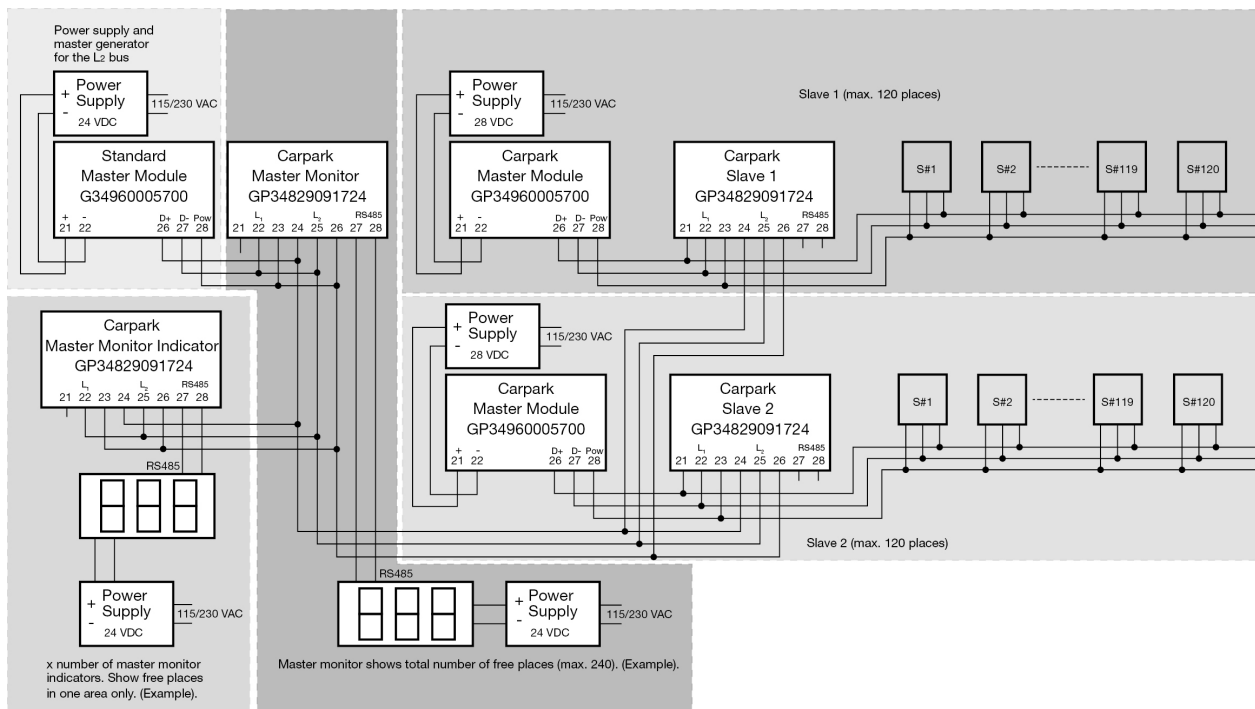 Power supply and
master generator
for the L2 bus
Power
Supply
24 VDC
+
-
115/230 VAC
Standard
Master Module
G34960005700
+ - D+ D- Pow
21 22 26 27 28
Carpark
Master Monitor
GP34829091724
L1 L2 RS485
21 22 23 24 25 26 27 28
Power
Supply
28 VDC
+
-
115/230 VAC
Slave 1 (max. 120 places)
Carpark
Master Module
GP34960005700
+ - D+ D- Pow
21 22 26 27 28
Carpark
Slave 1
GP34829091724
L1 L2 RS485
21 22 23 24 25 26 27 28
S#1 S#2 S#119 S#120
Carpark
Master Monitor Indicator
GP34829091724
L1 L2 RS485
21 22 23 24 25 26 27 28
RS485
Power
Supply
24 VDC
+
-
115/230 VAC
x number of master monitor
indicators. Show free places
in one area only. (Example).
Power
Supply
28 VDC
+
-
115/230 VAC
Carpark
Master Module
GP34960005700
+ - D+ D- Pow
21 22 26 27 28
Carpark
Slave 2
GP34829091724
L1 L2 RS485
21 22 23 24 25 26 27 28
S#1 S#2 S#119 S#120
Slave 2 (max. 120 places)
RS485
Power
Supply
24 VDC
+
-
115/230 VAC
Master monitor shows total number of free places (max. 240). (Example).